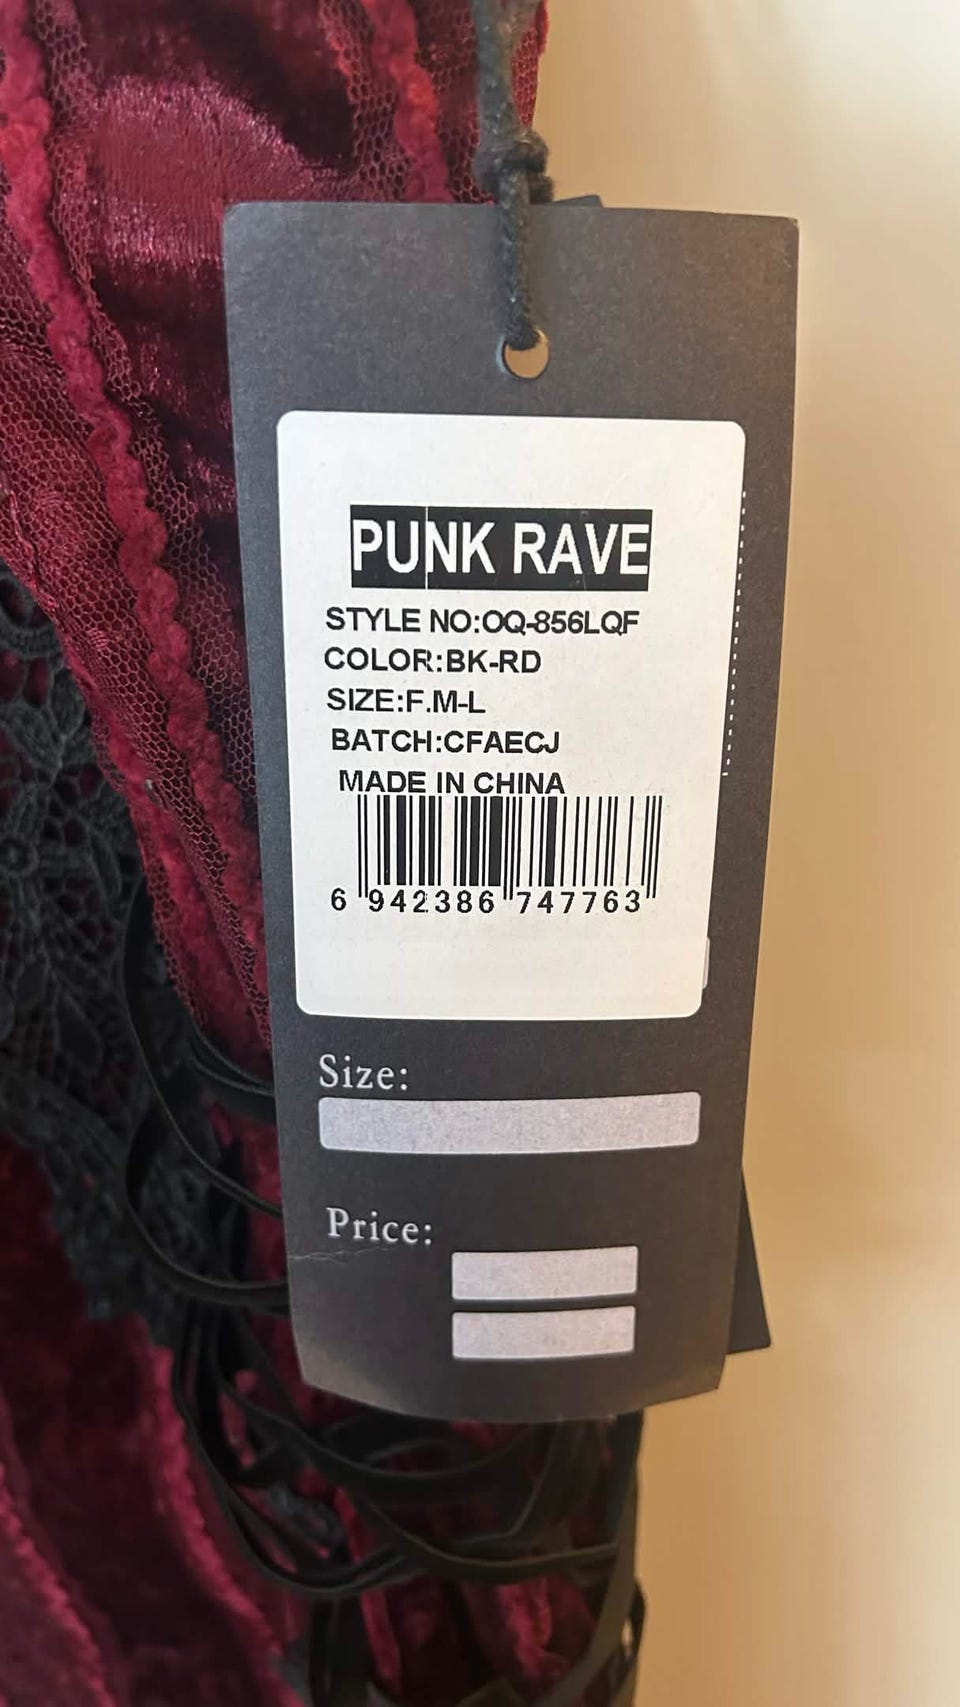 PUNK RAVE
STYLE NO:OQ-856LQF
COLOR:BK-RD
SIZE:F.M-L
BATCH:CFAECJ
MADE IN CHINA
6 942386 747763
Size:
Price: